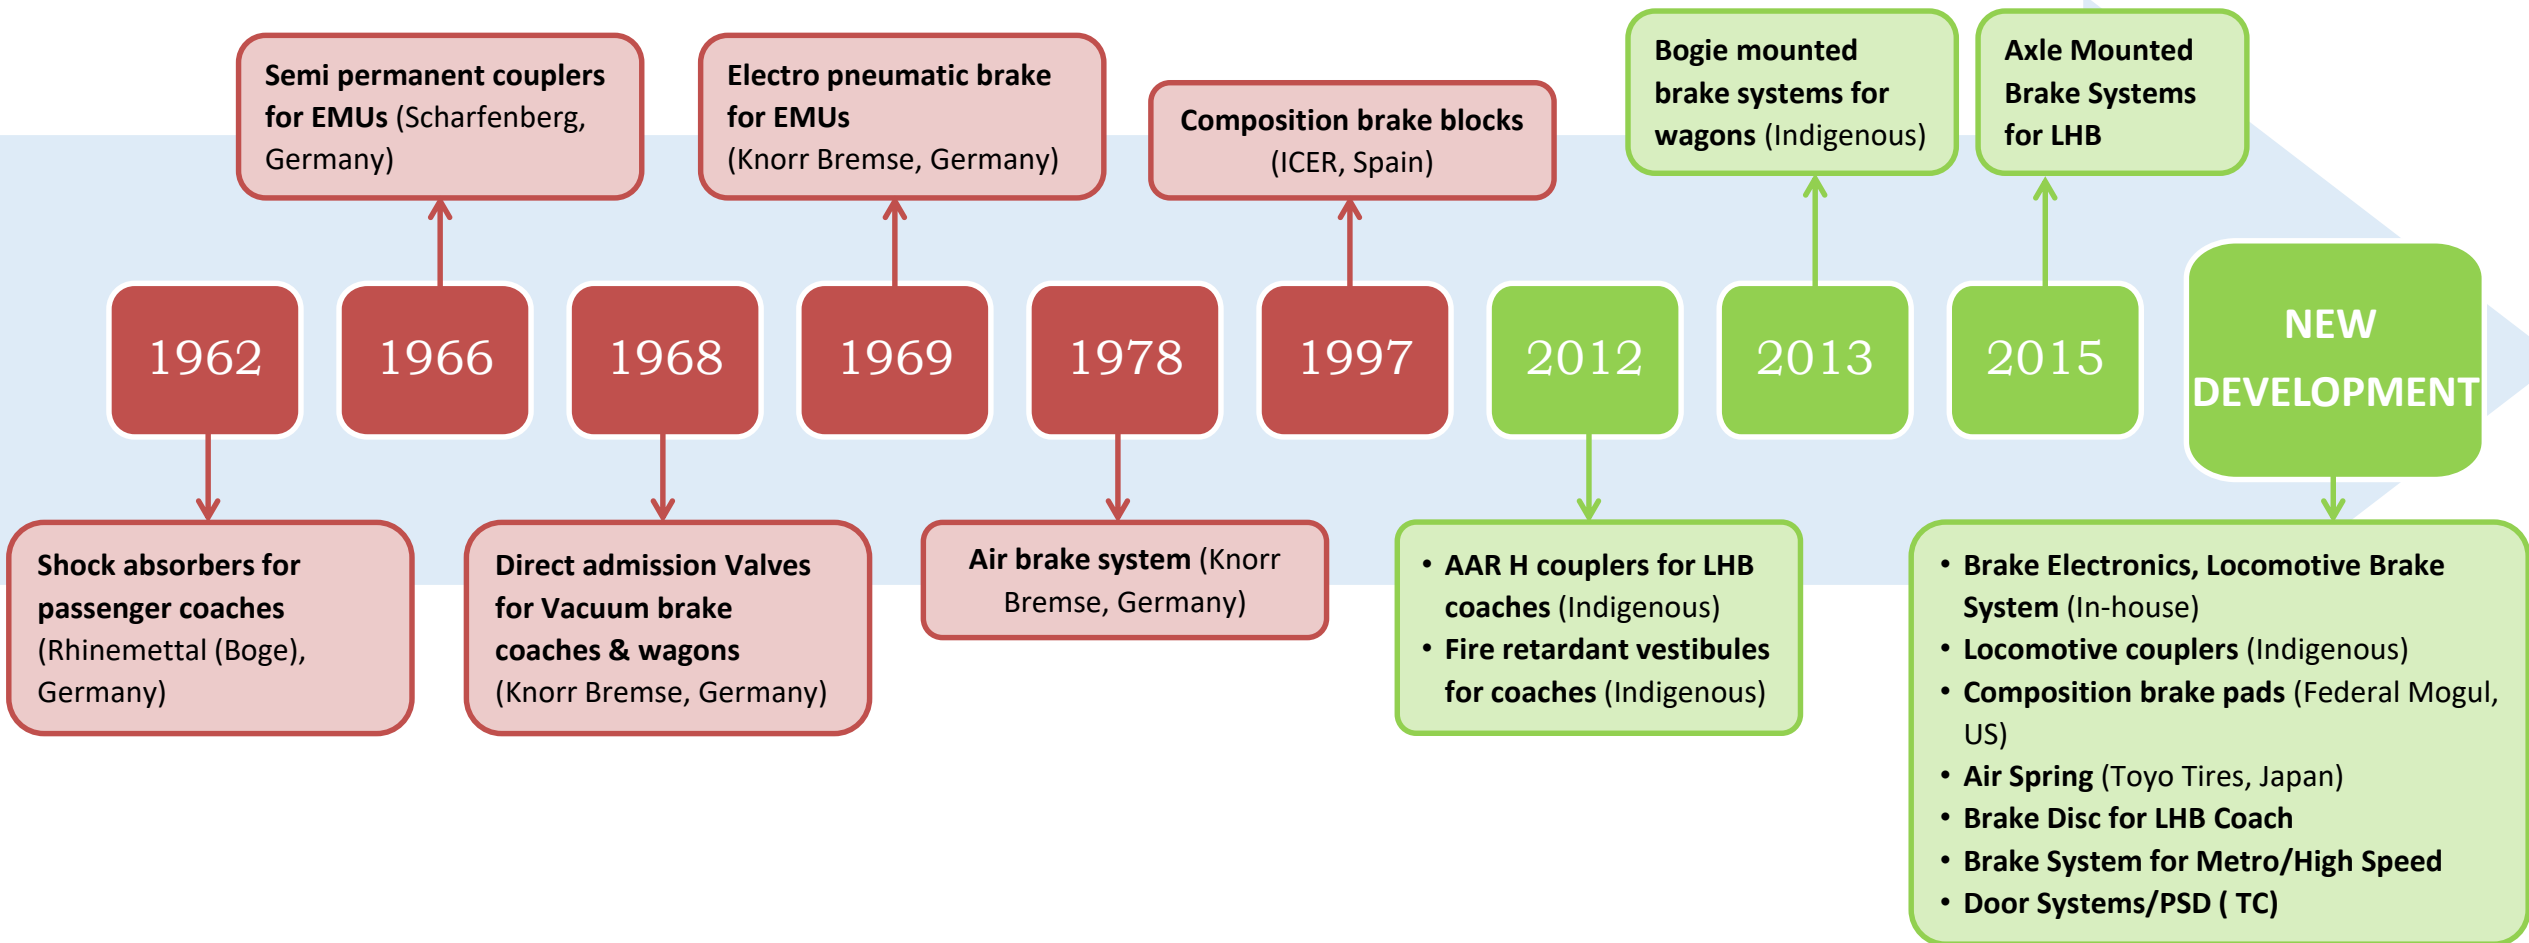 Semi permanent couplers
for EMUs (Scharfenberg,
Germany)
Electro pneumatic brake
for EMUs
(Knorr Bremse, Germany)
Composition brake blocks
(ICER, Spain)
Bogie mounted
brake systems for
wagons (Indigenous)
Axle Mounted
Brake Systems
for LHB
1962
1966
1968
1969
1978
1997
2012
2013
2015
NEW
DEVELOPMENT
Shock absorbers for
passenger coaches
(Rhinemettal (Boge),
Germany)
Direct admission Valves
for Vacuum brake
coaches & wagons
(Knorr Bremse, Germany)
Air brake system (Knorr
Bremse, Germany)
• AAR H couplers for LHB
coaches (Indigenous)
• Fire retardant vestibules
for coaches (Indigenous)
• Brake Electronics, Locomotive Brake
System (In-house)
• Locomotive couplers (Indigenous)
• Composition brake pads (Federal Mogul,
US)
• Air Spring (Toyo Tires, Japan)
• Brake Disc for LHB Coach
• Brake System for Metro/High Speed
• Door Systems/PSD ( TC)